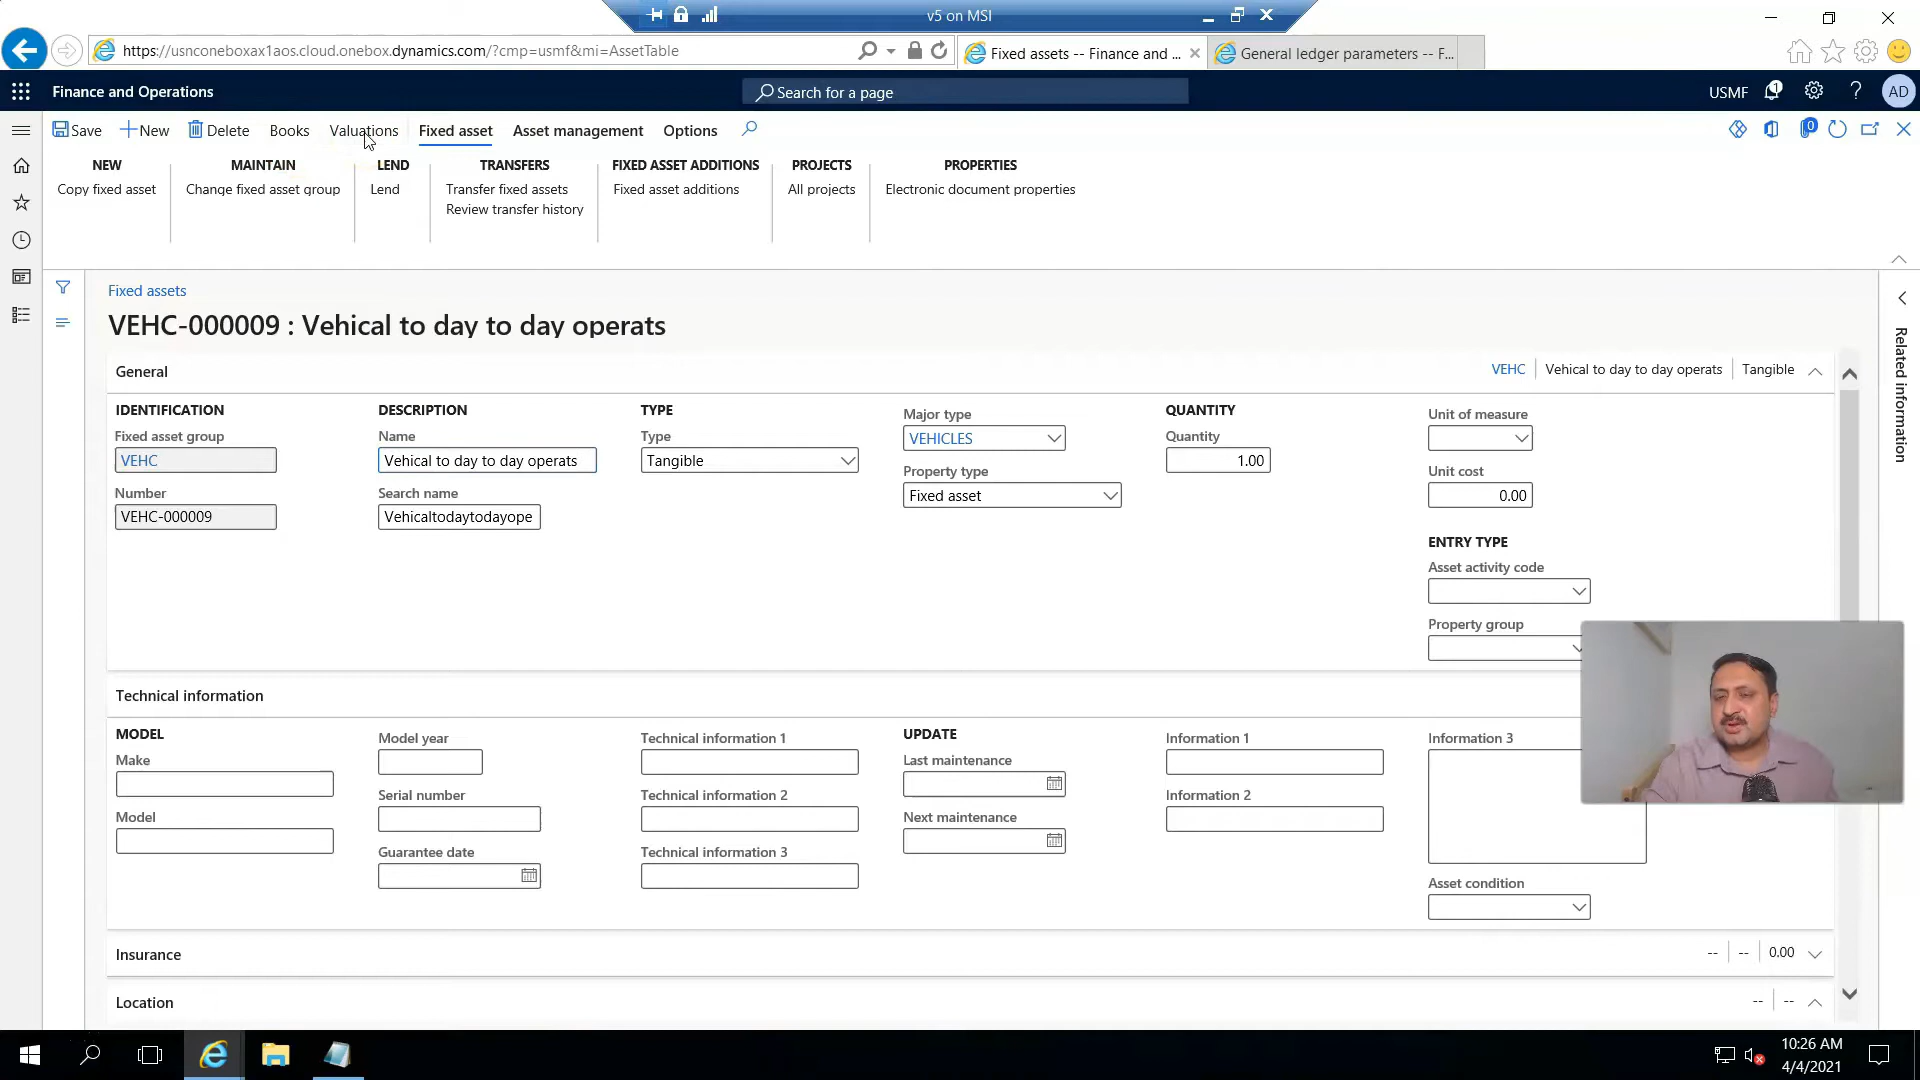 v5 on MSI
https://usnconeboxax1aos.cloud.onebox.dynamics.com/?cmp=usmf&mi=AssetTable
Fixed assets -- Finance and ...
General ledger parameters -- F...
Finance and Operations
Search for a page
USMF
1
?
AD
Save
New
Delete
Books
Valuations
Fixed asset
Asset management
Options
0
NEW
Copy fixed asset
MAINTAIN
Change fixed asset group
LEND
Lend
TRANSFERS
Transfer fixed assets
Review transfer history
FIXED ASSET ADDITIONS
Fixed asset additions
PROJECTS
All projects
PROPERTIES
Electronic document properties
Fixed assets
VEHC-000009 : Vehical to day to day operats
Related information
General
VEHC
Vehical to day to day operats
Tangible
IDENTIFICATION
Fixed asset group
VEHC
Number
VEHC-000009
DESCRIPTION
Name
Vehical to day to day operats
Search name
Vehicaltodaytodayope
TYPE
Type
Tangible
Major type
VEHICLES
Property type
Fixed asset
QUANTITY
Quantity
1.00
Unit of measure
Unit cost
0.00
ENTRY TYPE
Asset activity code
Property group
Technical information
MODEL
Make
Model
Model year
Serial number
Guarantee date
Technical information 1
Technical information 2
Technical information 3
UPDATE
Last maintenance
Next maintenance
Information 1
Information 2
Information 3
Asset condition
Insurance
-- -- 0.00
Location
-- --
10:26 AM
4/4/2021